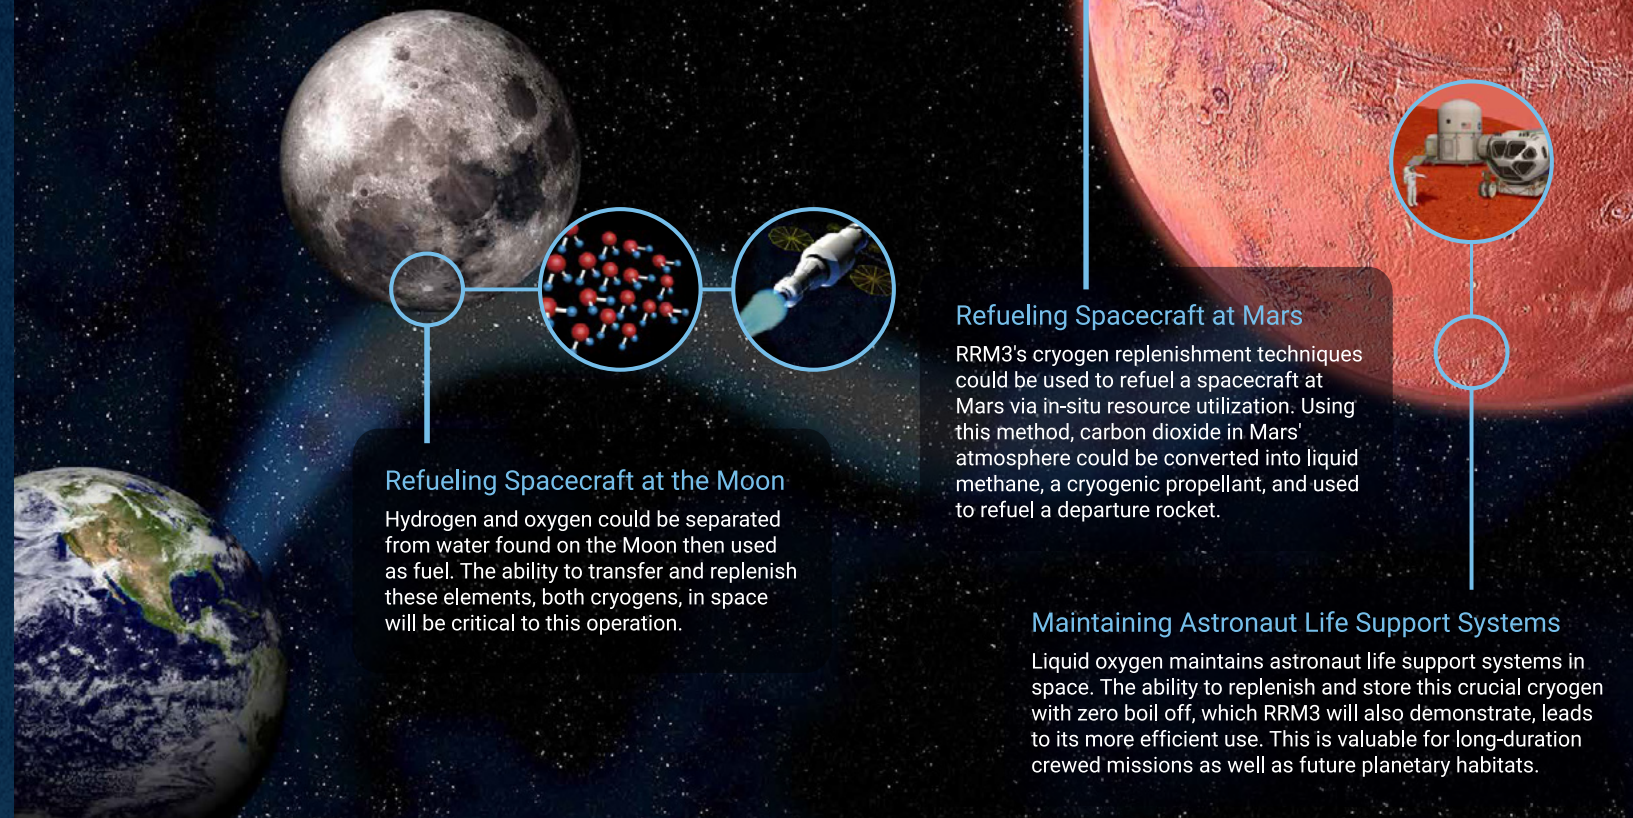 Refueling Spacecraft at the Moon
Hydrogen and oxygen could be separated
from water found on the Moon then used
as fuel. The ability to transfer and replenish
these elements, both cryogens, in space
will be critical to this operation.
Refueling Spacecraft at Mars
RRM3's cryogen replenishment techniques
could be used to refuel a spacecraft at
Mars via in-situ resource utilization. Using
this method, carbon dioxide in Mars'
atmosphere could be converted into liquid
methane, a cryogenic propellant, and used
to refuel a departure rocket.
Maintaining Astronaut Life Support Systems
Liquid oxygen maintains astronaut life support systems in
space. The ability to replenish and store this crucial cryogen
with zero boil off, which RRM3 will also demonstrate, leads
to its more efficient use. This is valuable for long-duration
crewed missions as well as future planetary habitats.